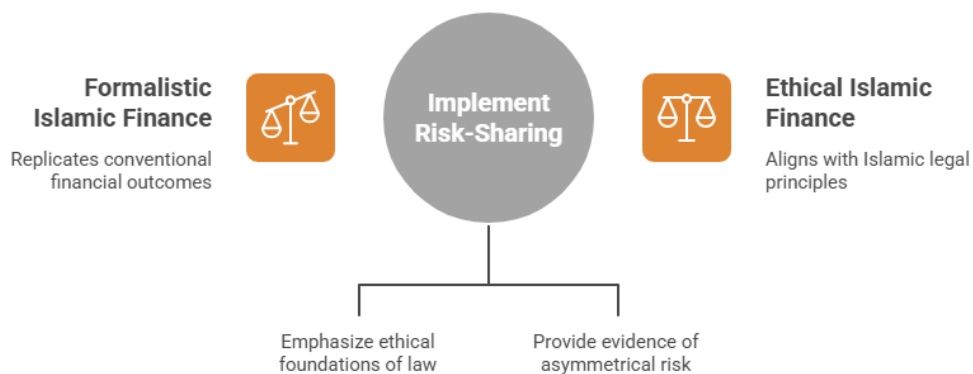 Formalistic
Islamic Finance
Replicates conventional
financial outcomes
Implement
Risk-Sharing
Ethical Islamic
Finance
Aligns with Islamic legal
principles
Emphasize ethical
foundations of law
Provide evidence of
asymmetrical risk